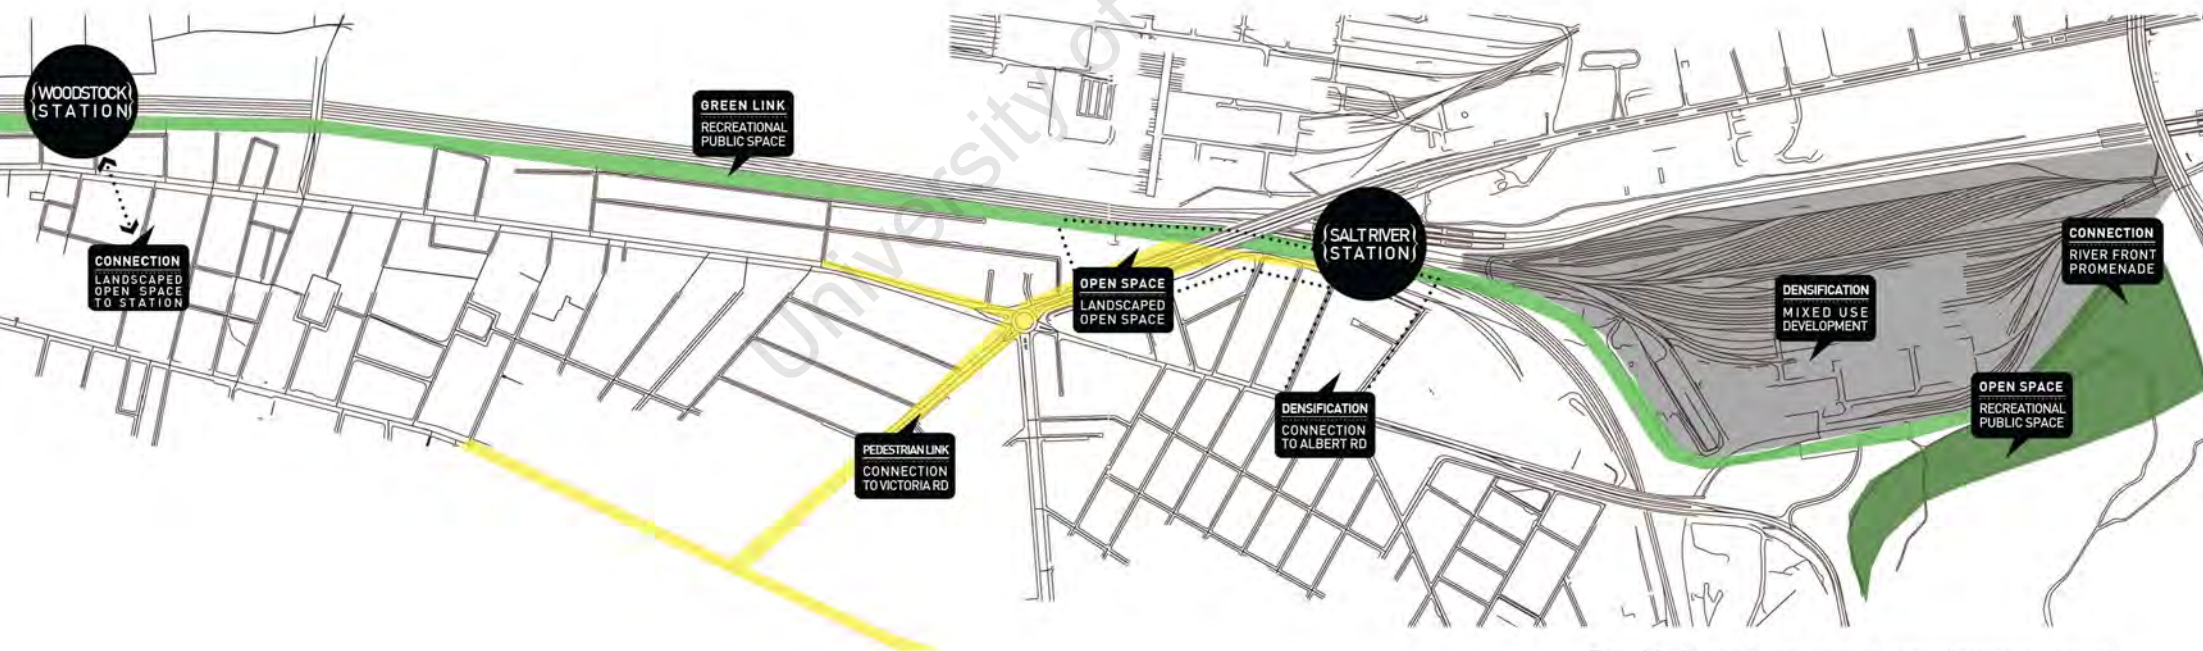 {WOODSTOCK}
{STATION}
GREEN LINK
RECREATIONAL
PUBLIC SPACE
CONNECTION
LANDSCAPED
OPEN SPACE
TO STATION
{SALT RIVER}
{STATION}
OPEN SPACE
LANDSCAPED
OPEN SPACE
PEDESTRIAN LINK
CONNECTION
TO VICTORIA RD
DENSIFICATION
CONNECTION
TO ALBERT RD
DENSIFICATION
MIXED USE
DEVELOPMENT
CONNECTION
RIVER FRONT
PROMENADE
OPEN SPACE
RECREATIONAL
PUBLIC SPACE
University of